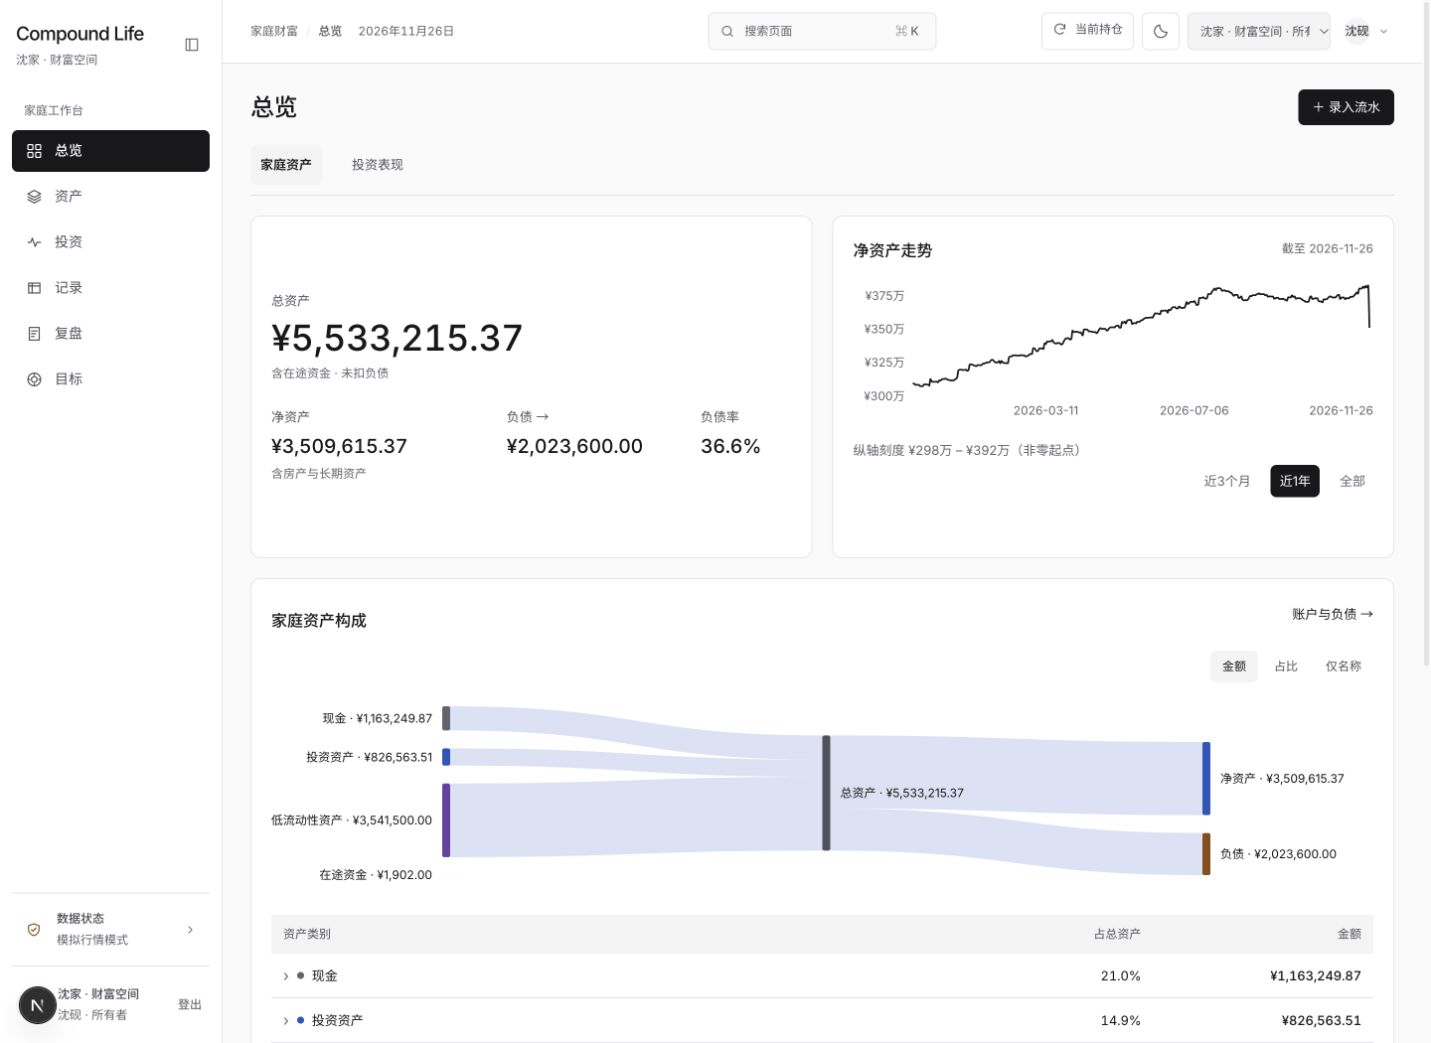 Compound Life
沈家 · 财富空间
家庭工作台
总览
资产
投资
记录
复盘
目标
数据状态
模拟行情模式
N
沈家 · 财富空间
沈砚 · 所有者
登出
家庭财富 / 总览 2026年11月26日
搜索页面 ⌘ K
当前持仓
沈家 · 财富空间 · 所有
沈砚
总览
+ 录入流水
家庭资产
投资表现
总资产
¥5,533,215.37
含在途资金 · 未扣负债
净资产
¥3,509,615.37
含房产与长期资产
负债 →
¥2,023,600.00
负债率
36.6%
净资产走势
截至 2026-11-26
¥375万
¥350万
¥325万
¥300万
2026-03-11 2026-07-06 2026-11-26
纵轴刻度 ¥298万 – ¥392万（非零起点）
近3个月 近1年 全部
家庭资产构成
账户与负债 →
金额 占比 仅名称
现金 · ¥1,163,249.87
投资资产 · ¥826,563.51
低流动性资产 · ¥3,541,500.00
在途资金 · ¥1,902.00
总资产 · ¥5,533,215.37
净资产 · ¥3,509,615.37
负债 · ¥2,023,600.00
资产类别 占总资产 金额
现金 21.0% ¥1,163,249.87
投资资产 14.9% ¥826,563.51